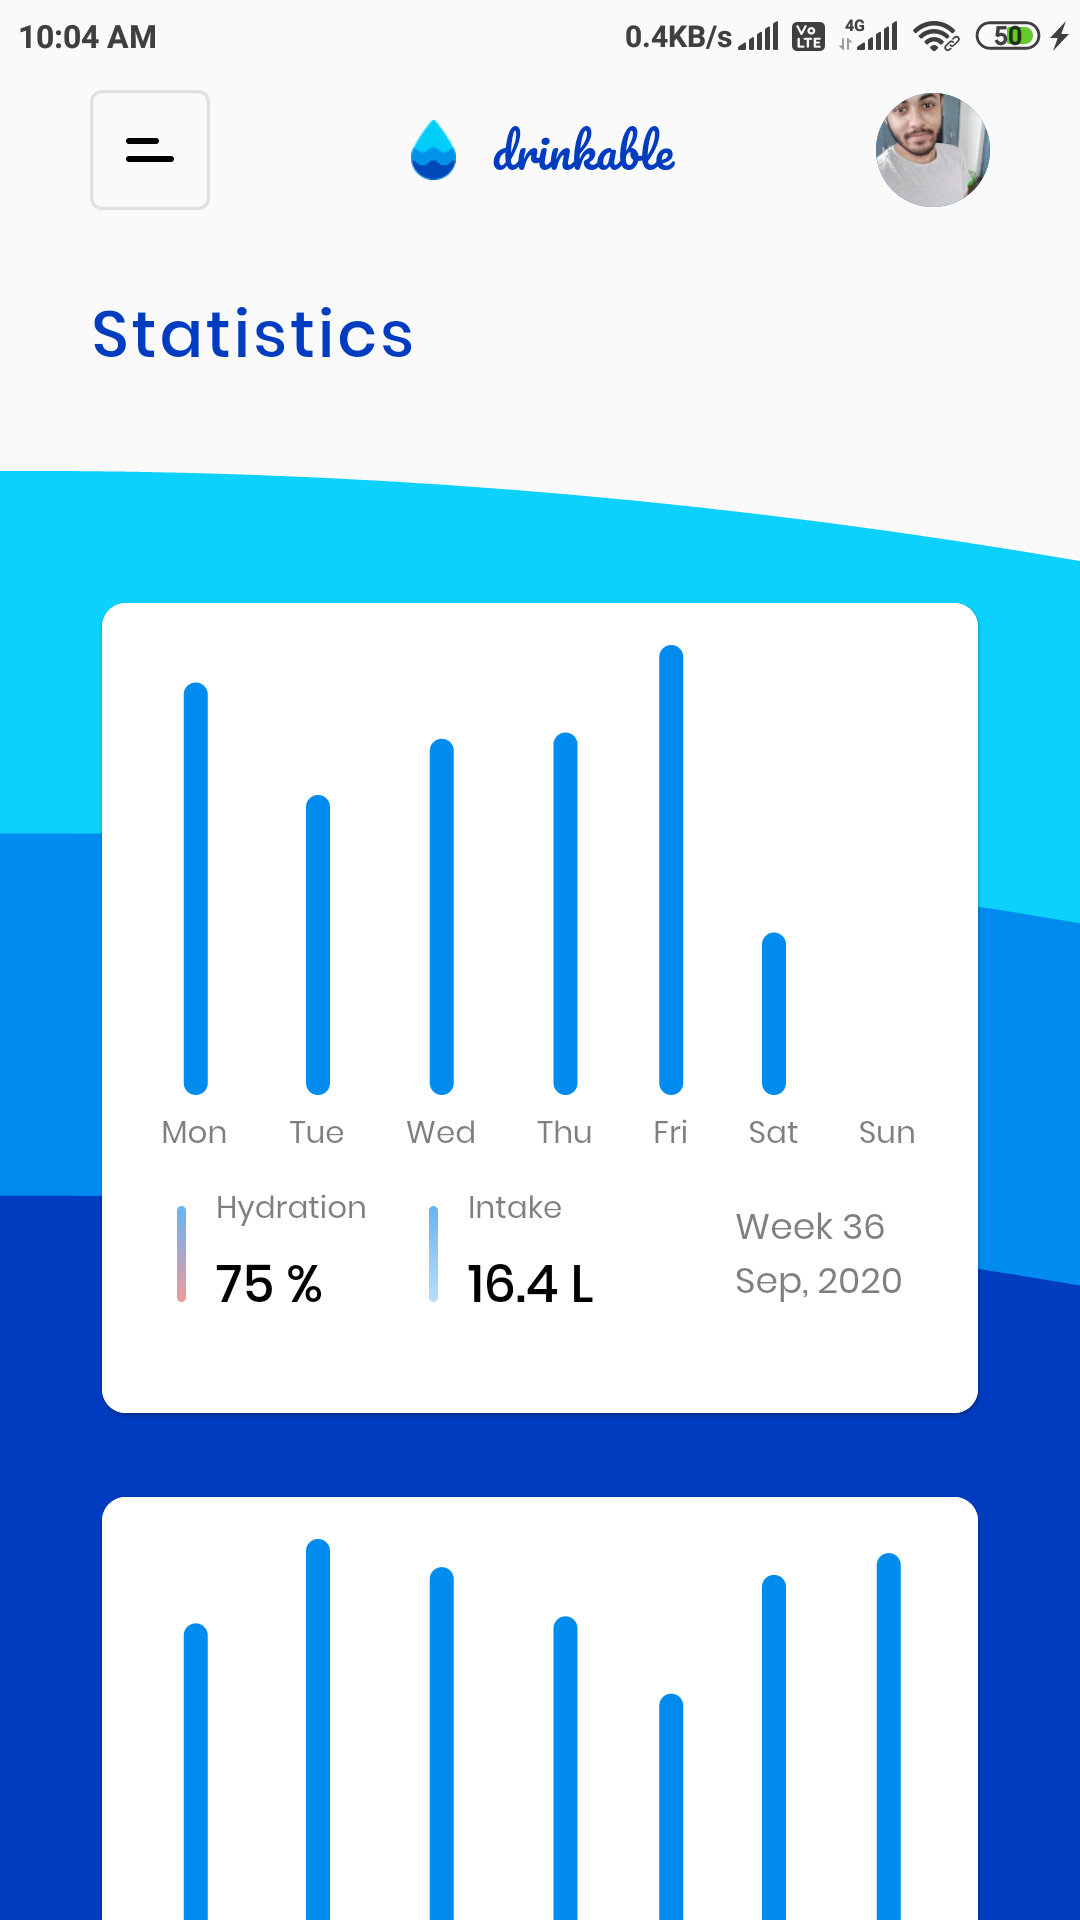 10:04 AM 0.4KB/s Vo LTE 4G 50
drinkable
Statistics
Mon Tue Wed Thu Fri Sat Sun
Hydration Intake
75 % 16.4 L
Week 36
Sep, 2020